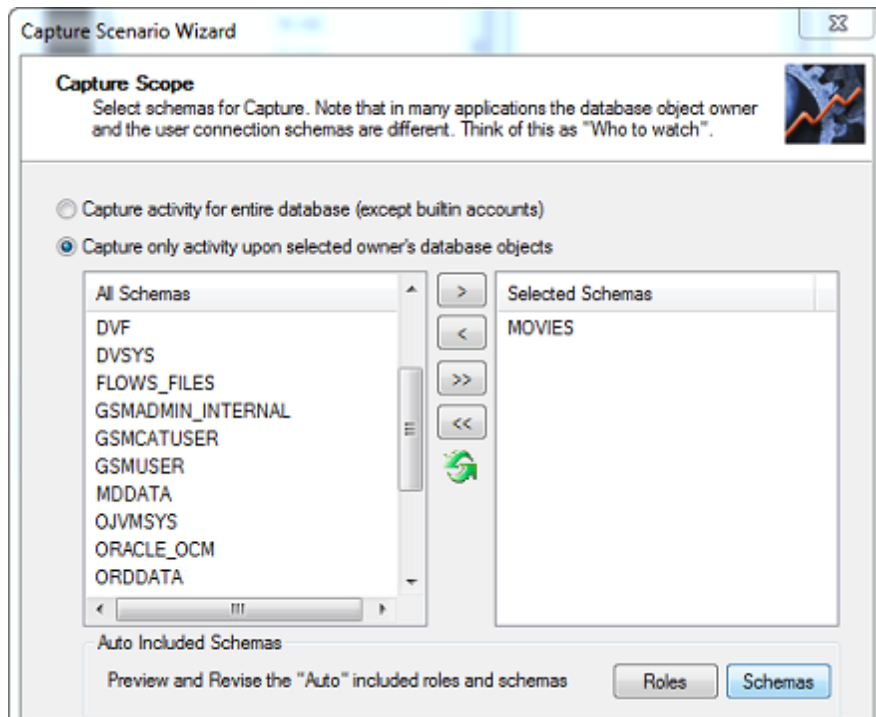 Capture Scenario Wizard
Capture Scope
Select schemas for Capture. Note that in many applications the database object owner
and the user connection schemas are different. Think of this as "Who to watch".
Capture activity for entire database (except builtin accounts)
Capture only activity upon selected owner's database objects
All Schemas
DVF
DVSYS
FLOWS_FILES
GSMADMIN_INTERNAL
GSMCATUSER
GSMUSER
MDDATA
OJVMSYS
ORACLE_OCM
ORDDATA
>
<
>>
<<
Selected Schemas
MOVIES
Auto Included Schemas
Preview and Revise the "Auto" included roles and schemas
Roles
Schemas